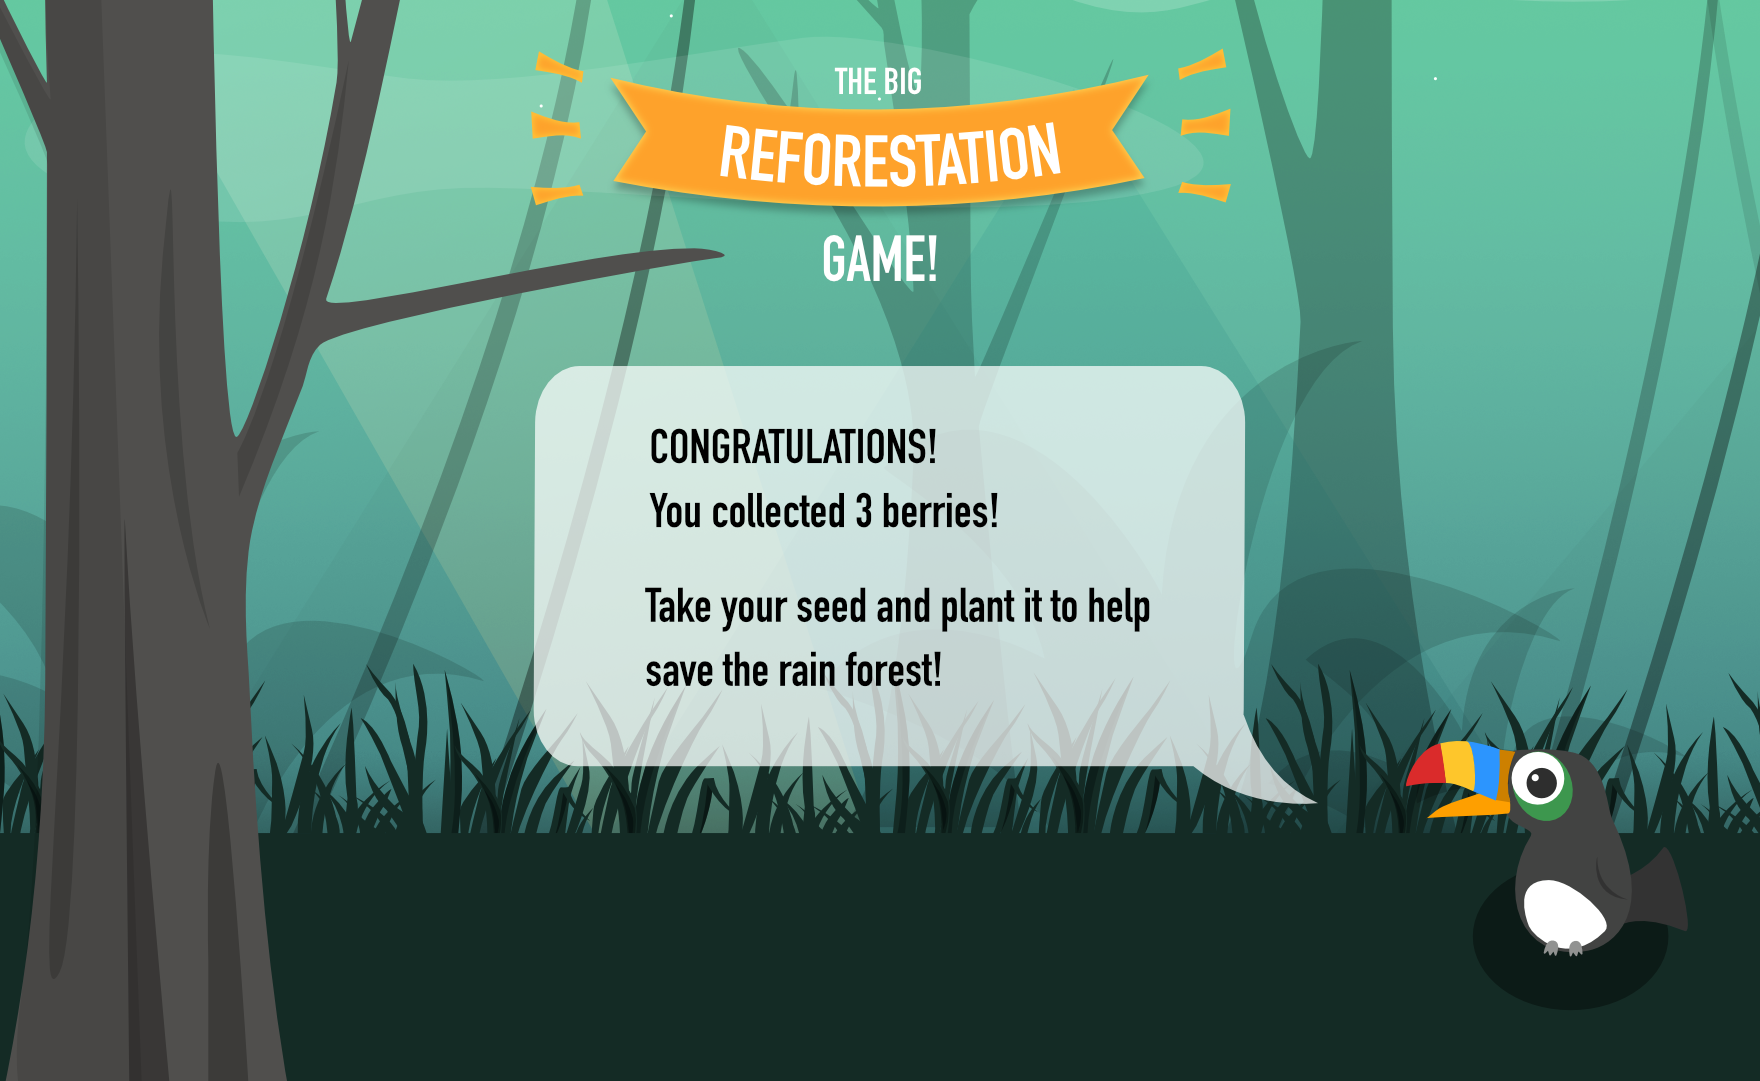 THE BIG
REFORESTATION
GAME!
CONGRATULATIONS!
You collected 3 berries!
Take your seed and plant it to help
save the rain forest!